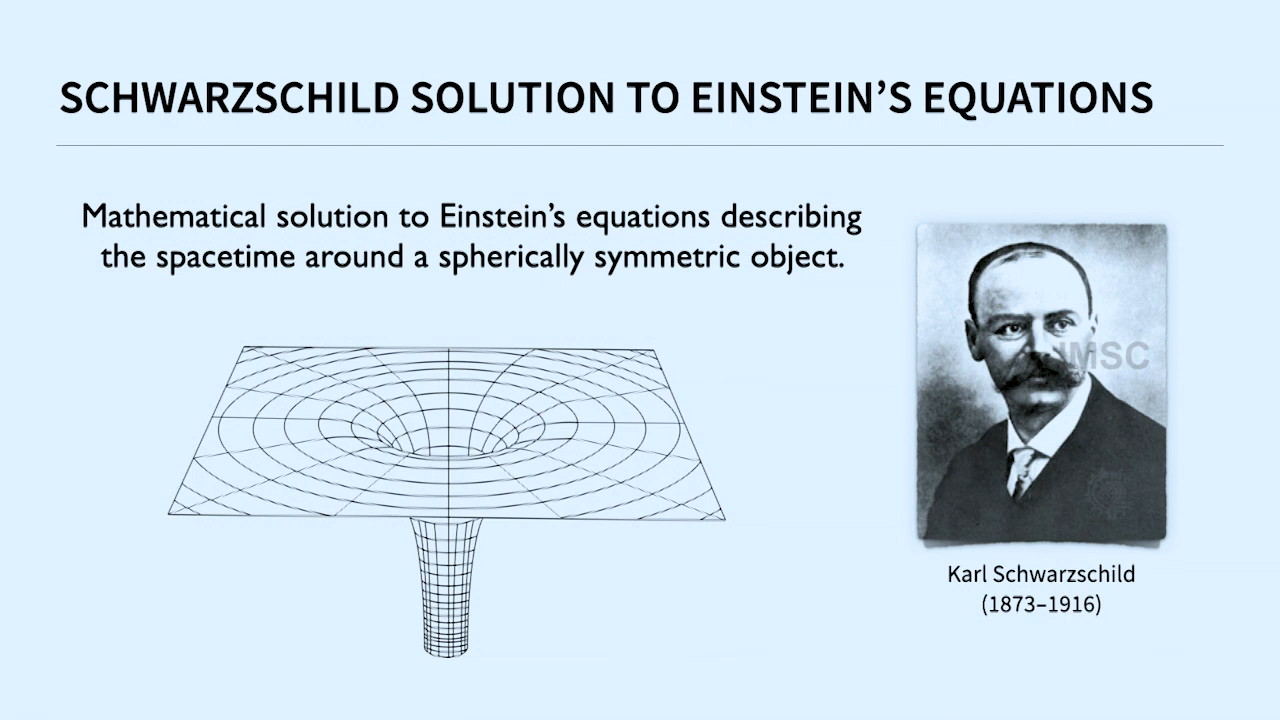 SCHWARZSCHILD SOLUTION TO EINSTEIN’S EQUATIONS
Mathematical solution to Einstein’s equations describing
the spacetime around a spherically symmetric object.
IMSC
Karl Schwarzschild
(1873–1916)